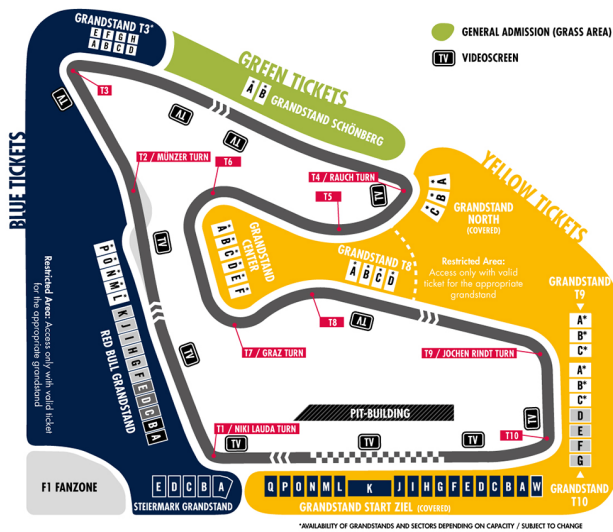 GRANDSTAND T3*
E F G H
A B C D
GENERAL ADMISSION (GRASS AREA)
TV VIDEOSCREEN
GREEN TICKETS
A B GRANDSTAND SCHÖNBERG
T3
TV
TV
TV
BLUE TICKETS
T2 / MÜNZER TURN
T6
T4 / RAUCH TURN
TV
T5
YELLOW TICKETS
C B A
GRANDSTAND
NORTH
(COVERED)
A B C D E F
GRANDSTAND
CENTER
GRANDSTAND T8
A B C D
Restricted Area:
Access only with valid
ticket for the appropriate
grandstand
TV
Restricted Area: Access
only with valid ticket
for the appropriate grandstand
P O N M L K J I H G F E D C B A
RED BULL GRANDSTAND
GRANDSTAND
T9
A*
B*
C*
A*
B*
C*
D
E
F
G
GRANDSTAND
T10
T8
TV
T7 / GRAZ TURN
T9 / JOCHEN RINDT TURN
TV
PIT-BUILDING
T1 / NIKI LAUDA TURN
TV
T10
TV
TV
TV
F1 FANZONE
E D C B A
STEIERMARK GRANDSTAND
Q P O N M L K J I H G F E D C B A W
GRANDSTAND START ZIEL (COVERED)
*AVAILABILITY OF GRANDSTANDS AND SECTORS DEPENDING ON CAPACITY / SUBJECT TO CHANGE